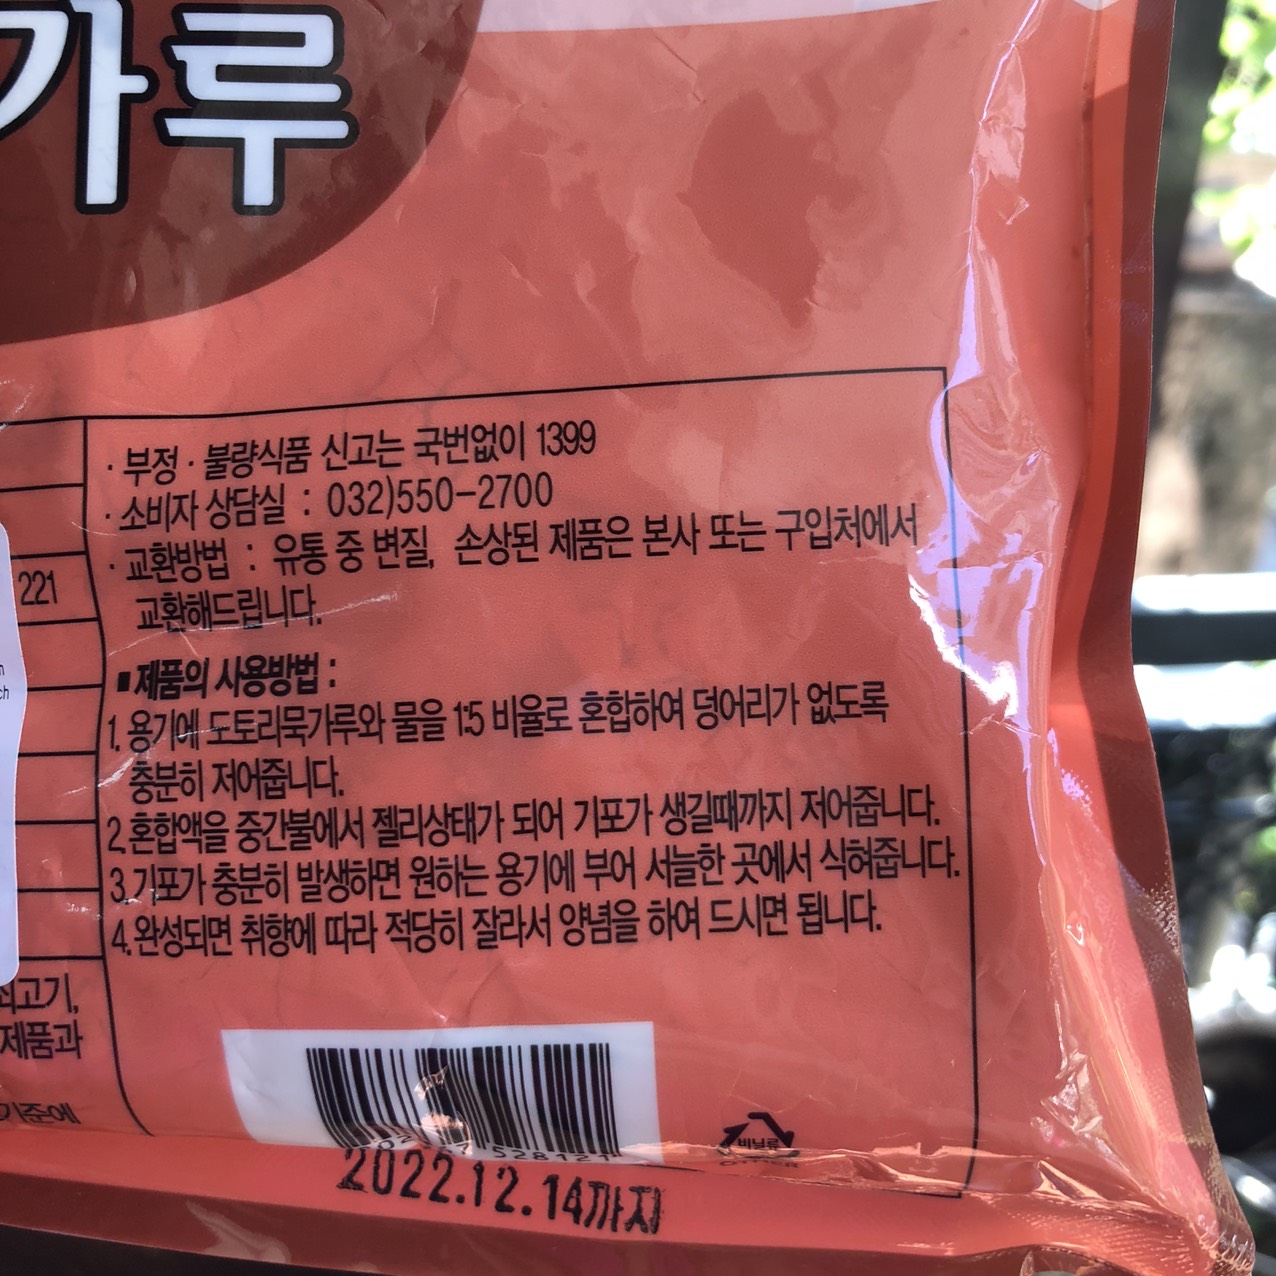 가루
· 부정 · 불량식품 신고는 국번없이 1399
· 소비자 상담실 : 032)550-2700
· 교환방법 : 유통 중 변질, 손상된 제품은 본사 또는 구입처에서
교환해드립니다.
221
■ 제품의 사용방법 :
1. 용기에 도토리묵가루와 물을 1:5 비율로 혼합하여 덩어리가 없도록
충분히 저어줍니다.
2. 혼합액을 중간불에서 젤리상태가 되어 기포가 생길때까지 저어줍니다.
3. 기포가 충분히 발생하면 원하는 용기에 부어 서늘한 곳에서 식혀줍니다.
4. 완성되면 취향에 따라 적당히 잘라서 양념을 하여 드시면 됩니다.
쇠고기,
제품과
기준에
비닐류
OTHER
2022.12.14까지